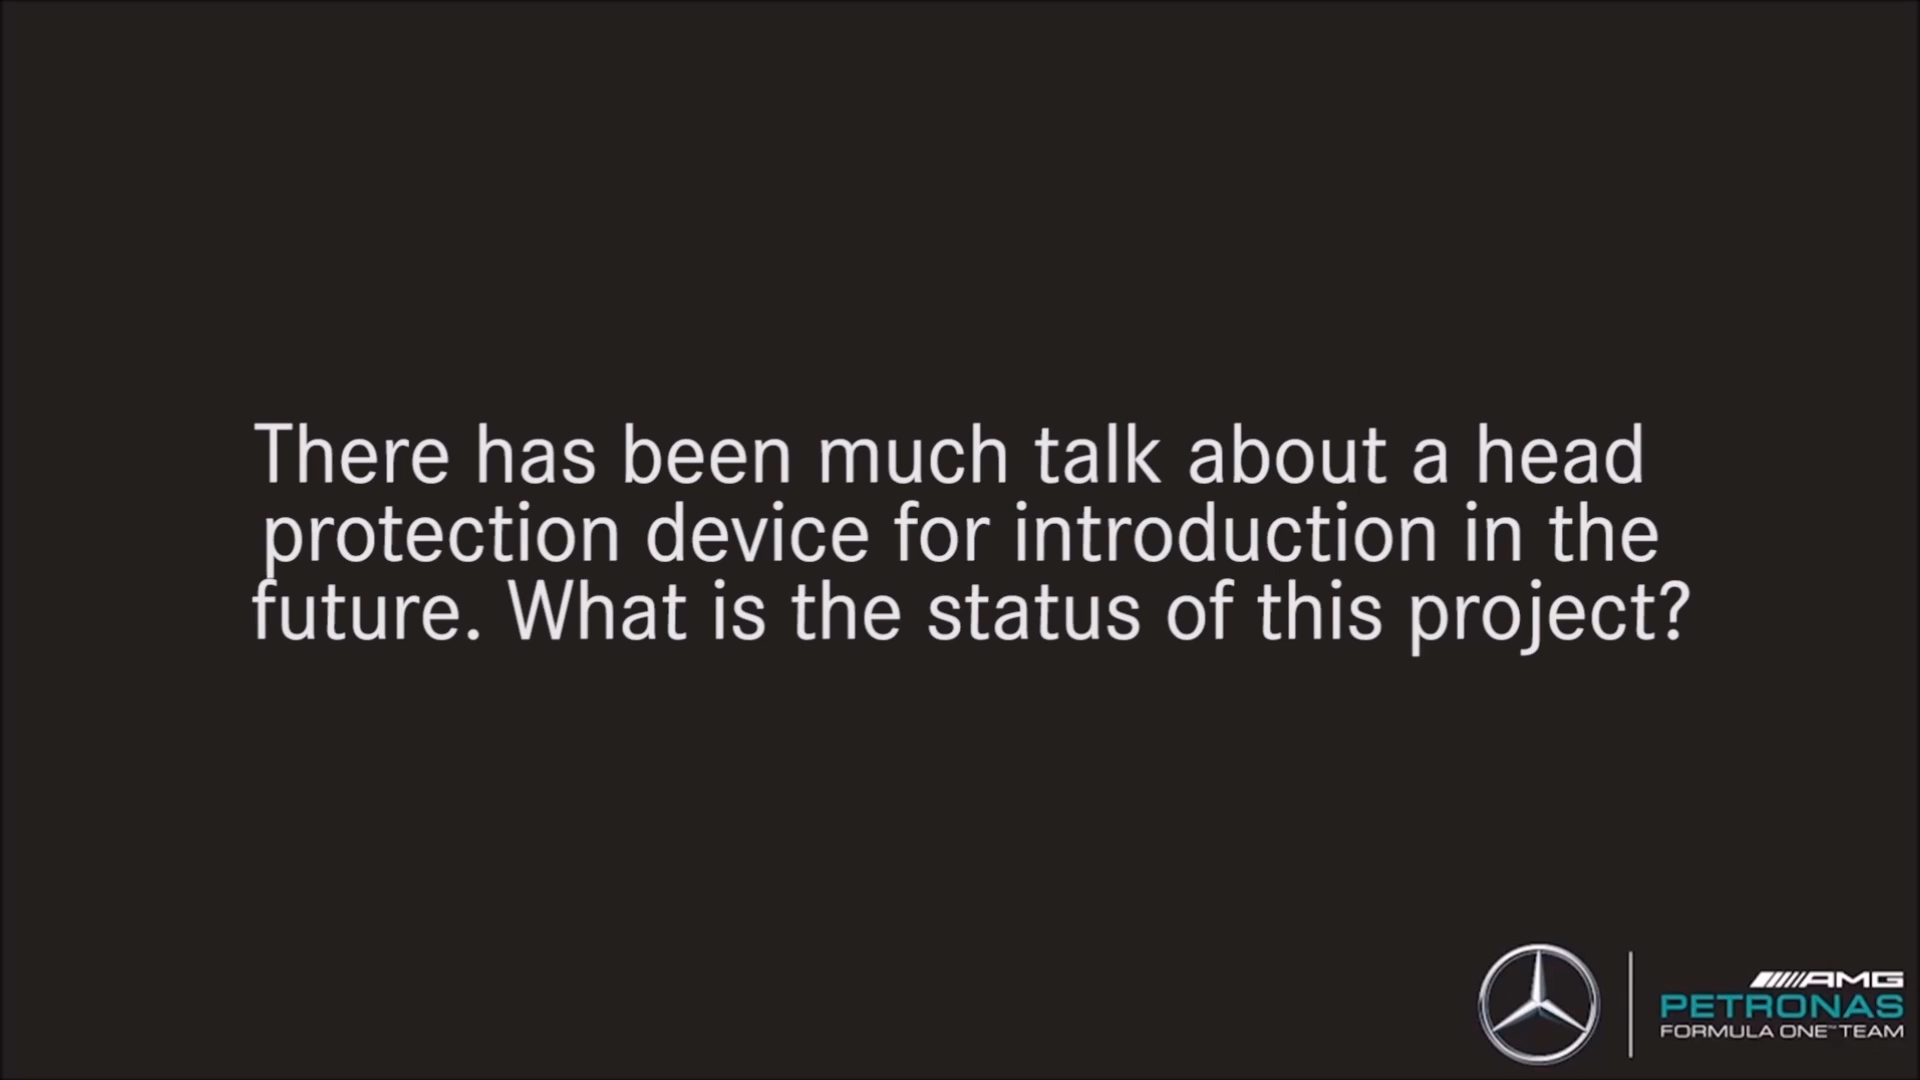 There has been much talk about a head
protection device for introduction in the
future. What is the status of this project?
AMG
PETRONAS
FORMULA ONE™ TEAM